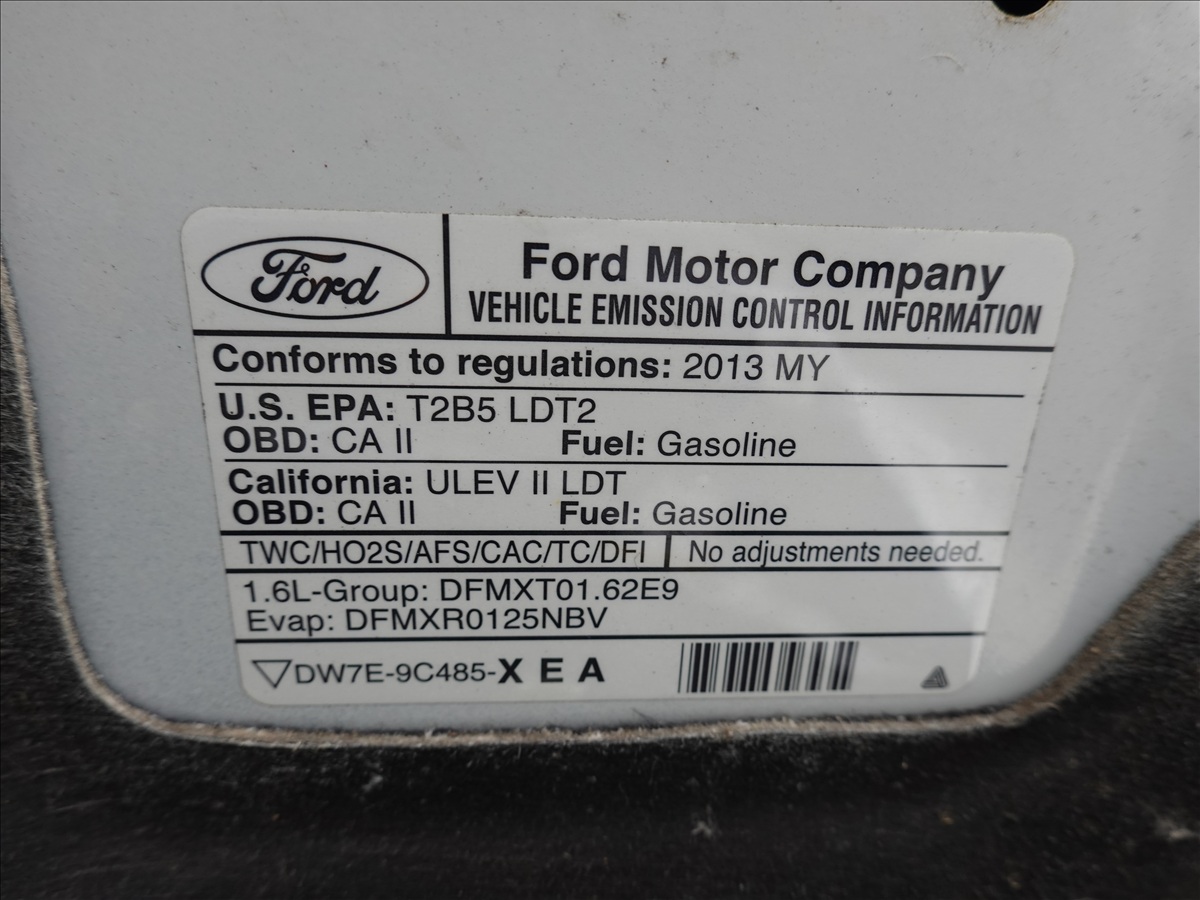 Ford
Ford Motor Company
VEHICLE EMISSION CONTROL INFORMATION
Conforms to regulations: 2013 MY
U.S. EPA: T2B5 LDT2
OBD: CA II Fuel: Gasoline
California: ULEV II LDT
OBD: CA II Fuel: Gasoline
TWC/HO2S/AFS/CAC/TC/DFI No adjustments needed.
1.6L-Group: DFMXT01.62E9
Evap: DFMXR0125NBV
DW7E-9C485-X E A